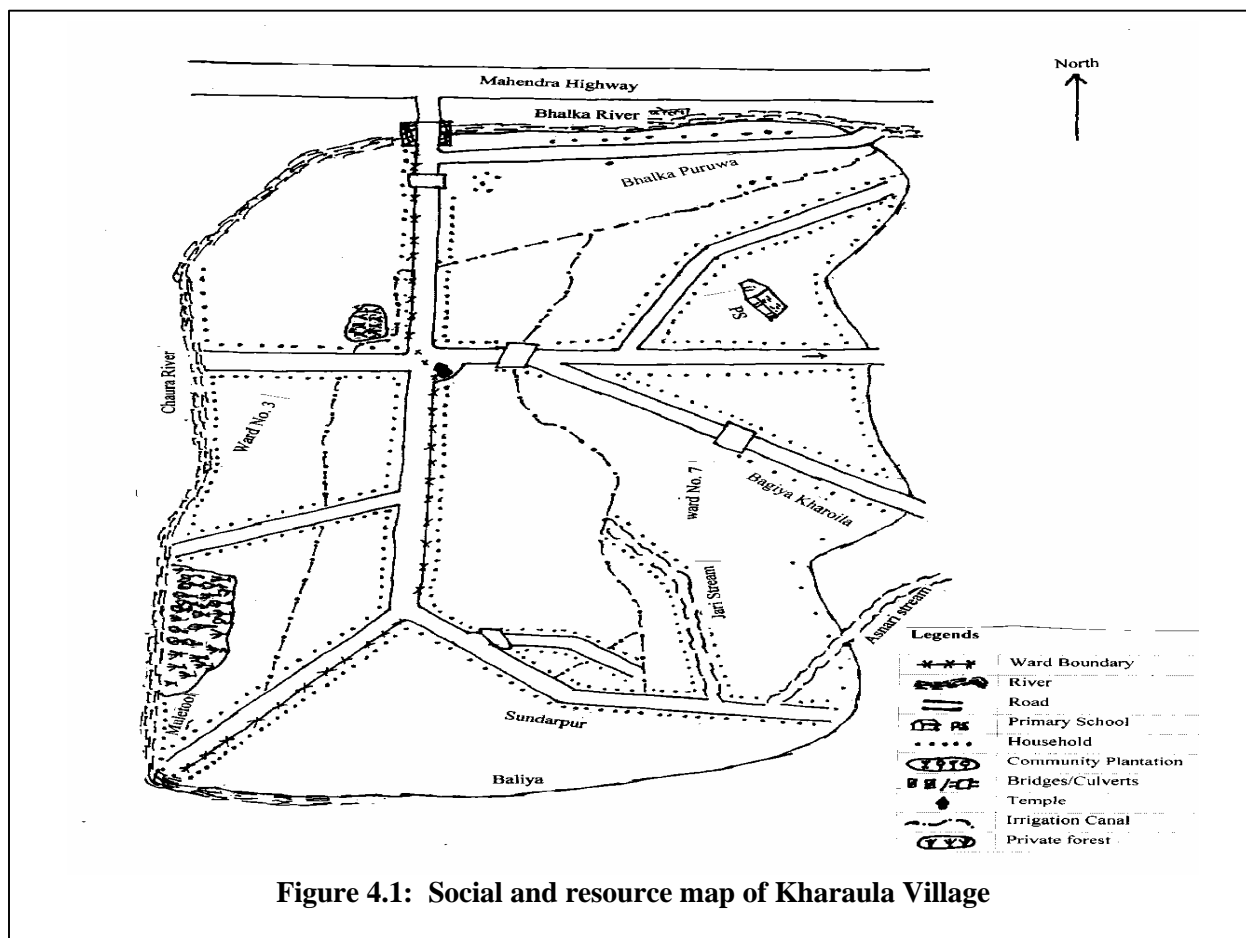 North
Mahendra Highway
Bhalka River
Bhalka Puruwa
PS
Chaura River
Ward No. 3
ward No. 7
Bagiya Kharoila
Jari Stream
Asnari stream
Muletool
Sundarpur
Baliya
Legends
Ward Boundary
River
Road
PS Primary School
Household
Community Plantation
Bridges/Culverts
Temple
Irrigation Canal
Private forest
Figure 4.1: Social and resource map of Kharaula Village